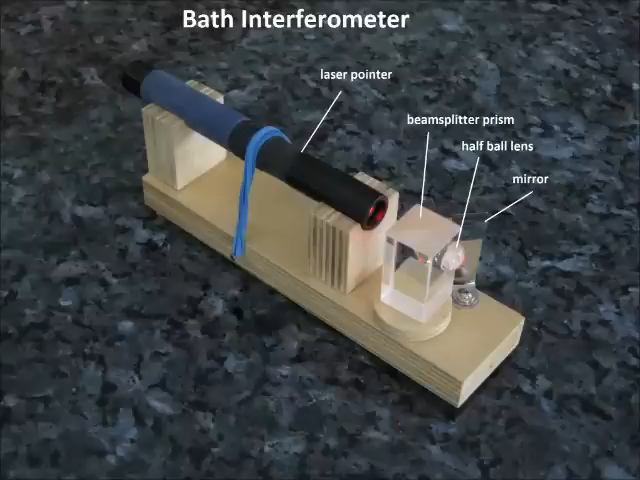 Bath Interferometer
laser pointer
beamsplitter prism
half ball lens
mirror